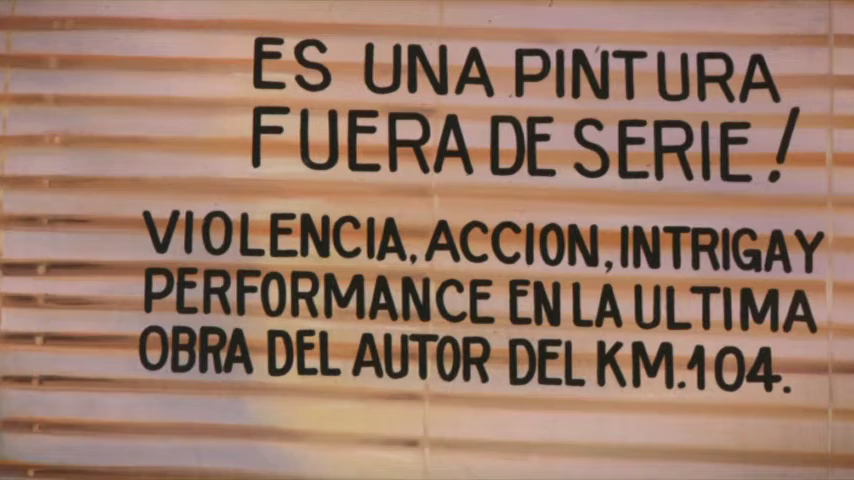 ES UNA PINTURA
FUERA DE SERIE!
VIOLENCIA, ACCION, INTRIGA Y
PERFORMANCE EN LA ULTIMA
OBRA DEL AUTOR DEL KM.104.